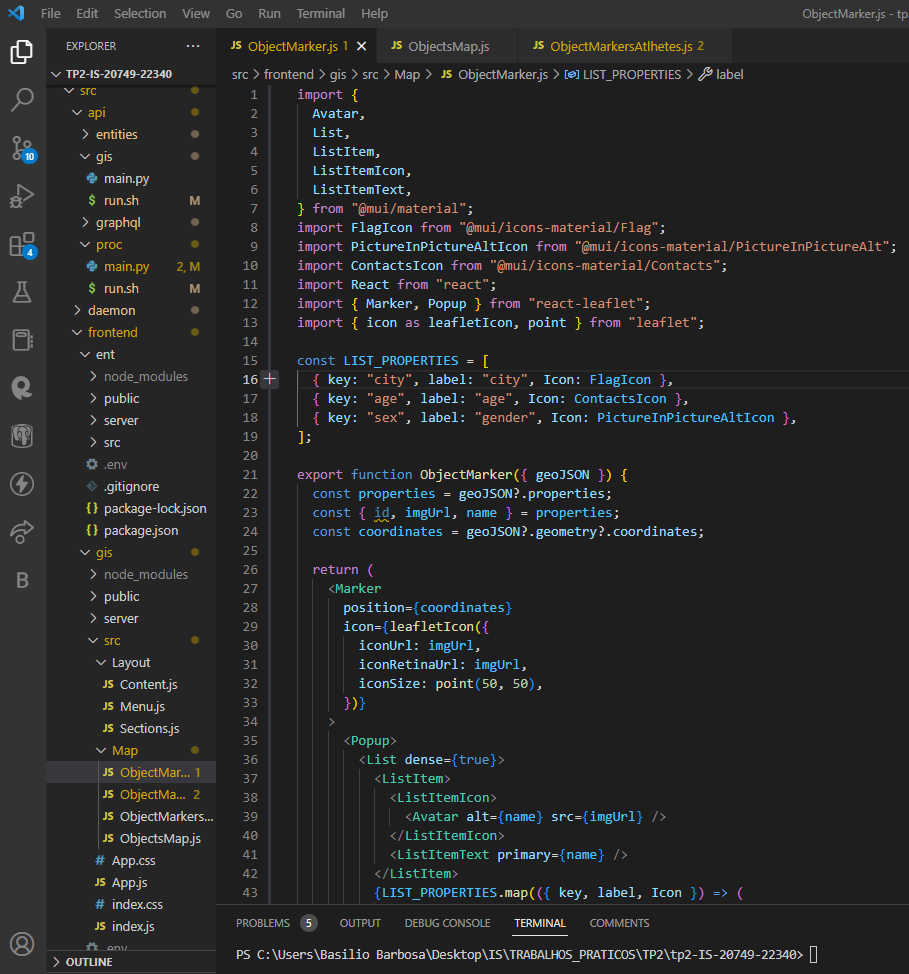 File Edit Selection View Go Run Terminal Help ObjectMarker.js - tp
EXPLORER ···
TP2-IS-20749-22340
src
api
entities
gis
main.py
$ run.sh M
graphql
proc
main.py 2, M
$ run.sh M
daemon
frontend
ent
node_modules
public
server
src
.env
.gitignore
{} package-lock.json
{} package.json
gis
node_modules
public
server
src
Layout
JS Content.js
JS Menu.js
JS Sections.js
Map
JS ObjectMar... 1
JS ObjectMa... 2
JS ObjectMarkers...
JS ObjectsMap.js
# App.css
JS App.js
# index.css
JS index.js
.env
OUTLINE
10
4
B
JS ObjectMarker.js 1 × JS ObjectsMap.js JS ObjectMarkersAtlhetes.js 2
src > frontend > gis > src > Map > JS ObjectMarker.js > LIST_PROPERTIES > label
1 import {
2 Avatar,
3 List,
4 ListItem,
5 ListItemIcon,
6 ListItemText,
7 } from "@mui/material";
8 import FlagIcon from "@mui/icons-material/Flag";
9 import PictureInPictureAltIcon from "@mui/icons-material/PictureInPictureAlt";
10 import ContactsIcon from "@mui/icons-material/Contacts";
11 import React from "react";
12 import { Marker, Popup } from "react-leaflet";
13 import { icon as leafletIcon, point } from "leaflet";
14
15 const LIST_PROPERTIES = [
16 { key: "city", label: "city", Icon: FlagIcon },
17 { key: "age", label: "age", Icon: ContactsIcon },
18 { key: "sex", label: "gender", Icon: PictureInPictureAltIcon },
19 ];
20
21 export function ObjectMarker({ geoJSON }) {
22 const properties = geoJSON?.properties;
23 const { id, imgUrl, name } = properties;
24 const coordinates = geoJSON?.geometry?.coordinates;
25
26 return (
27 <Marker
28 position={coordinates}
29 icon={leafletIcon({
30 iconUrl: imgUrl,
31 iconRetinaUrl: imgUrl,
32 iconSize: point(50, 50),
33 })}
34 >
35 <Popup>
36 <List dense={true}>
37 <ListItem>
38 <ListItemIcon>
39 <Avatar alt={name} src={imgUrl} />
40 </ListItemIcon>
41 <ListItemText primary={name} />
42 </ListItem>
43 {LIST_PROPERTIES.map(({ key, label, Icon }) => (
PROBLEMS 5 OUTPUT DEBUG CONSOLE TERMINAL COMMENTS
PS C:\Users\Basilio Barbosa\Desktop\IS\TRABALHOS_PRATICOS\TP2\tp2-IS-20749-22340>